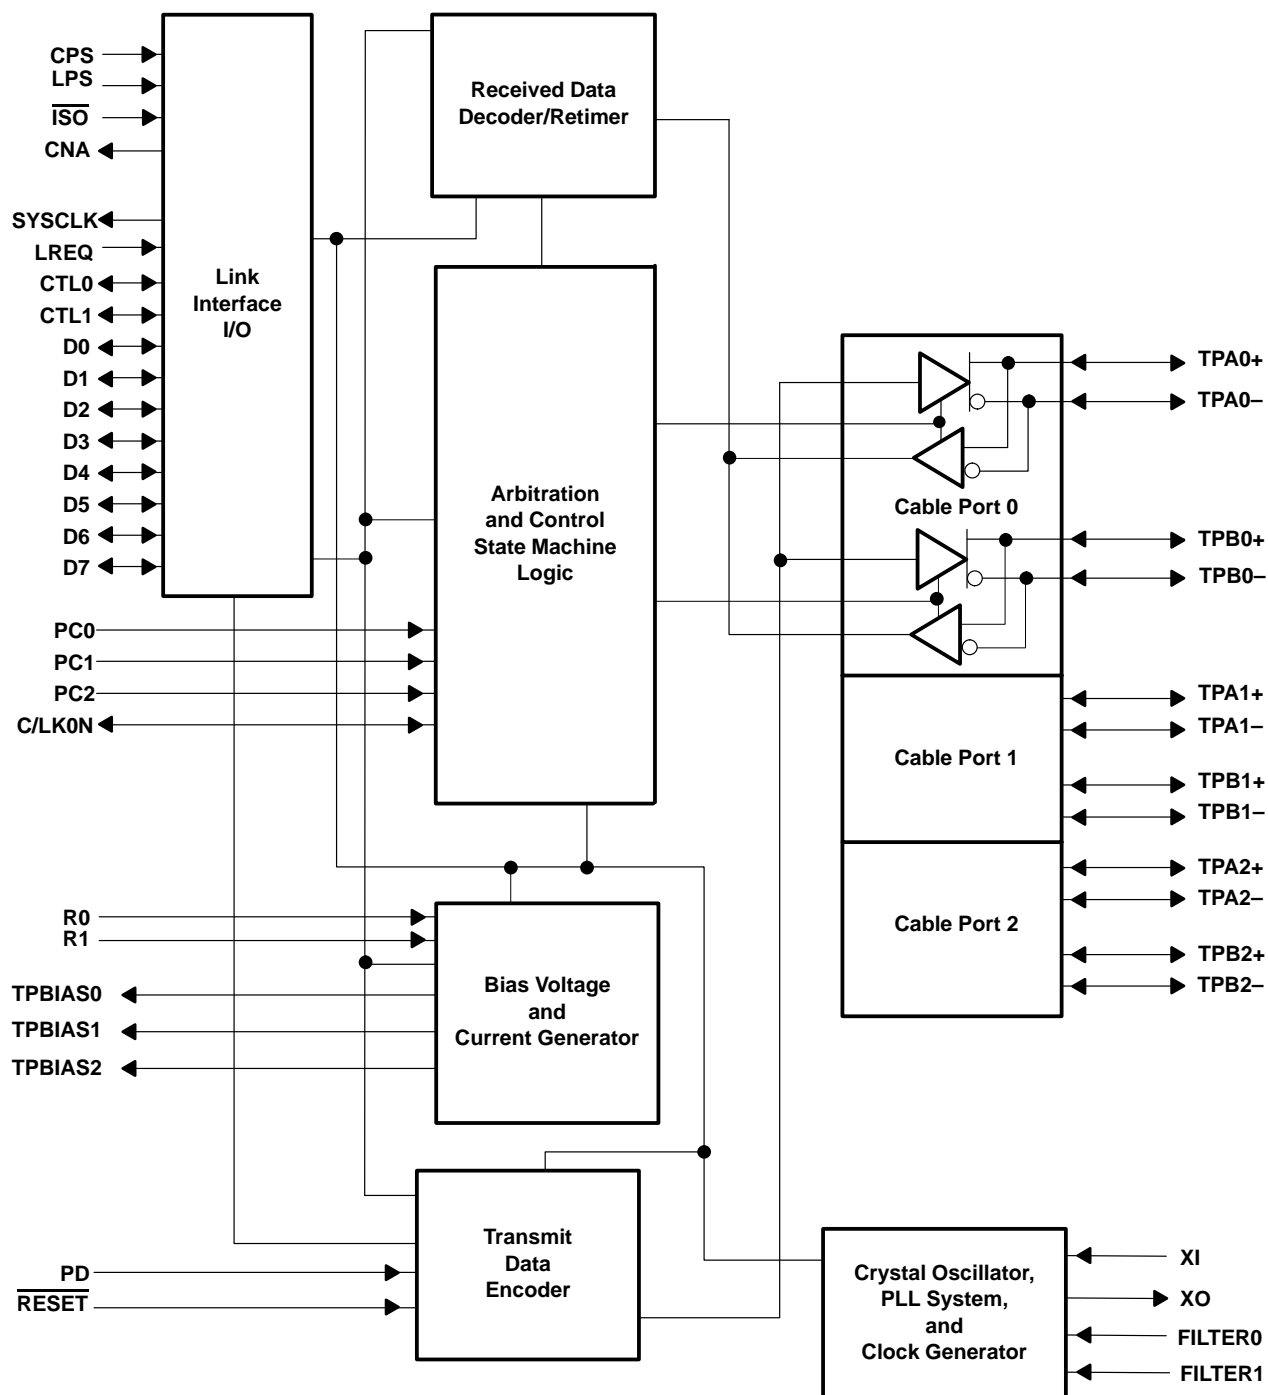 CPS
LPS
ISO
CNA
SYSCLK
LREQ
CTL0
CTL1
D0
D1
D2
D3
D4
D5
D6
D7
Link
Interface
I/O
Received Data
Decoder/Retimer
PC0
PC1
PC2
C/LK0N
Arbitration
and Control
State Machine
Logic
Cable Port 0
TPA0+
TPA0–
TPB0+
TPB0–
Cable Port 1
TPA1+
TPA1–
TPB1+
TPB1–
Cable Port 2
TPA2+
TPA2–
TPB2+
TPB2–
R0
R1
TPBIAS0
TPBIAS1
TPBIAS2
Bias Voltage
and
Current Generator
PD
RESET
Transmit
Data
Encoder
Crystal Oscillator,
PLL System,
and
Clock Generator
XI
XO
FILTER0
FILTER1